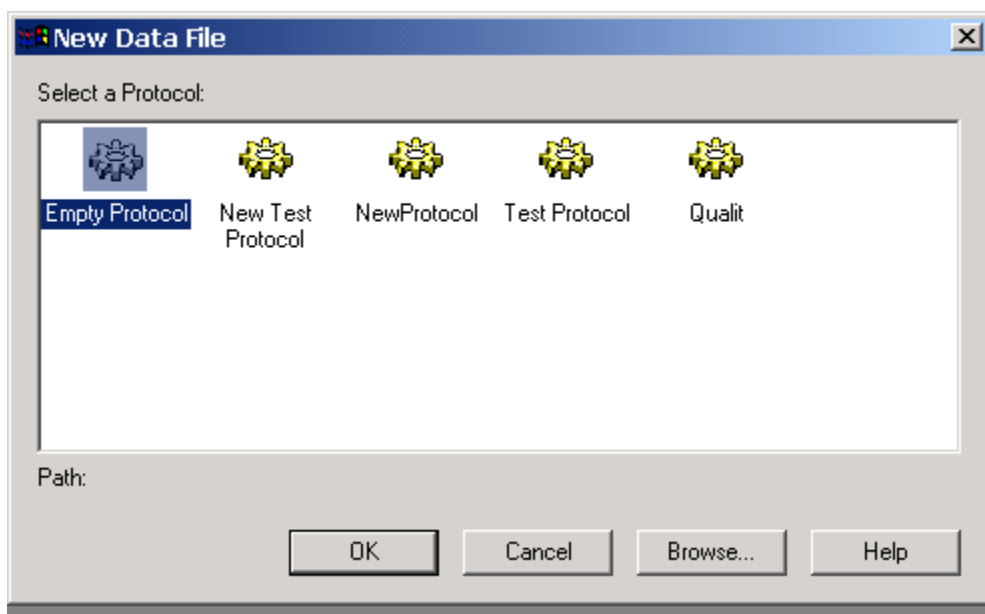 New Data File
Select a Protocol:
Empty Protocol
New Test
Protocol
NewProtocol
Test Protocol
Qualit
Path:
OK
Cancel
Browse...
Help